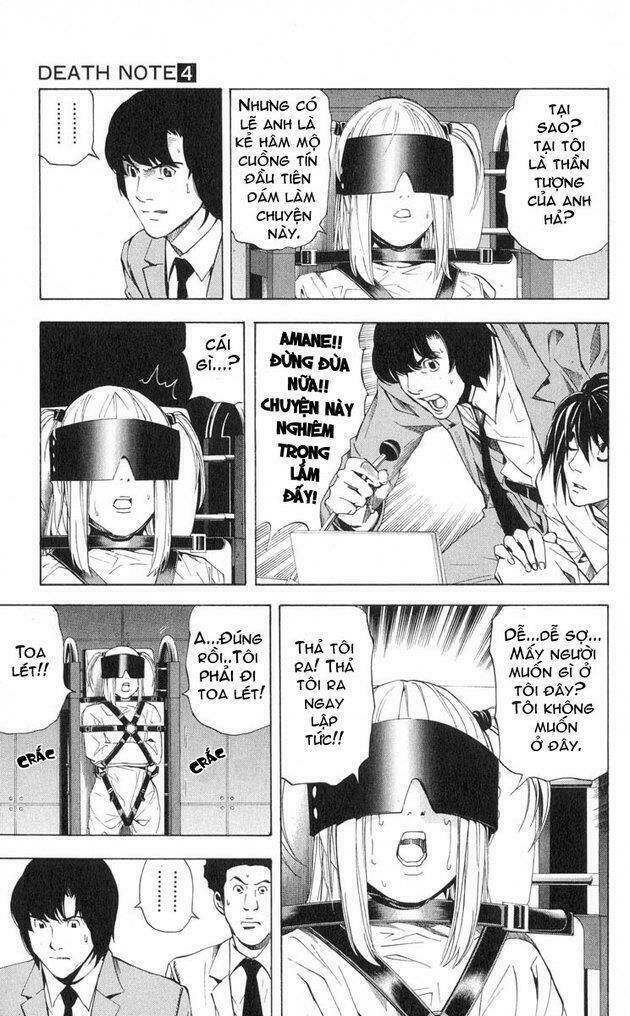 DEATH NOTE 4
TẠI
SAO?
TẠI TÔI
LÀ THẦN
TƯỢNG
CỦA ANH
HẢ?
NHƯNG CÓ
LẼ ANH LÀ
KẺ HÂM MỘ
CUỒNG TÍN
ĐẦU TIÊN
DÁM LÀM
CHUYỆN
NÀY.
......
AMANE!!
ĐỪNG ĐÙA
NỮA!!
CHUYỆN NÀY
NGHIÊM
TRỌNG
LẮM
ĐẤY!
CÁI
GÌ...?
DỄ...DỄ SỢ...
MẤY NGƯỜI
MUỐN GÌ Ở
TÔI ĐÂY?
TÔI KHÔNG
MUỐN
Ở ĐÂY.
THẢ TÔI
RA! THẢ
TÔI RA
NGAY
LẬP
TỨC!!
A...ĐÚNG
RỒI..TÔI
PHẢI ĐI
TOA LÉT!
TOA
LÉT!!
CRẮC
CRẮC
......